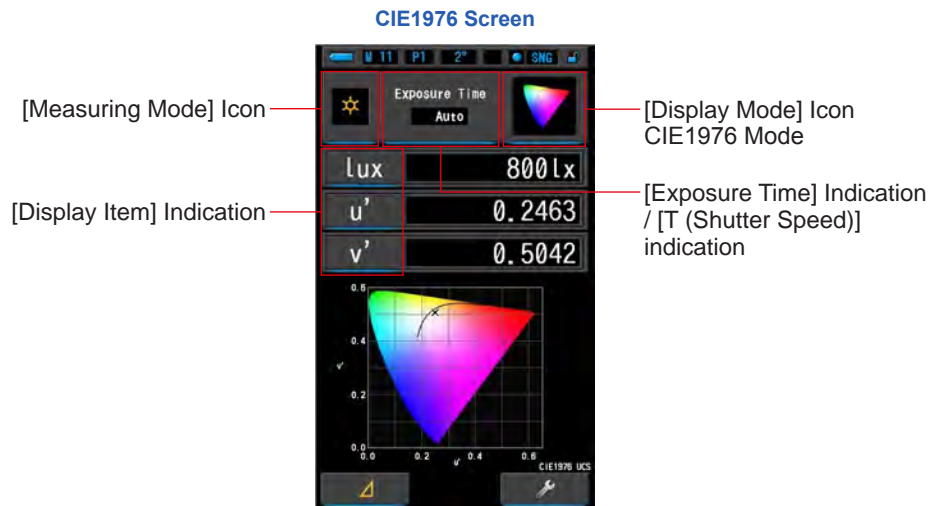 CIE1976 Screen
M 11 P1 2° SNG
[Measuring Mode] Icon
Exposure Time
Auto
[Display Mode] Icon
CIE1976 Mode
[Display Item] Indication
lux 800 lx
u' 0.2463
v' 0.5042
[Exposure Time] Indication
/ [T (Shutter Speed)]
indication
0.6
0.4
v'
0.2
0.0
0.0 0.2 u' 0.4 0.6
CIE1976 UCS